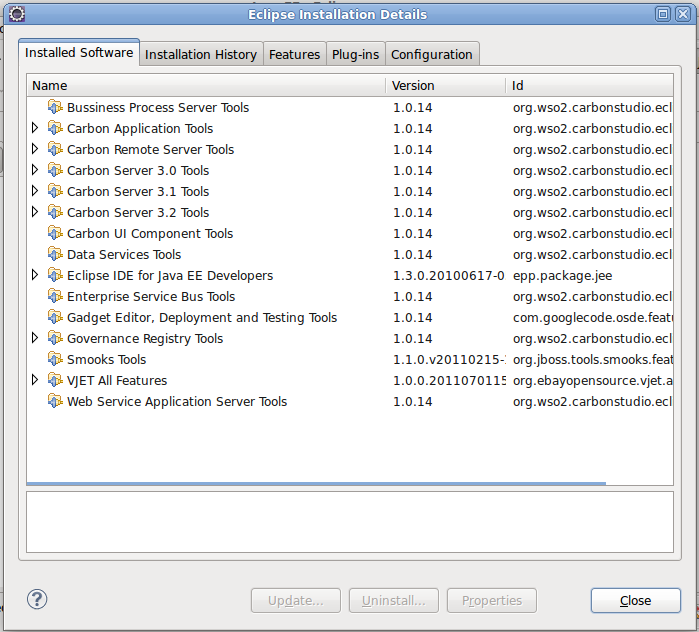 Eclipse Installation Details
Installed Software Installation History Features Plug-ins Configuration
Name Version Id
Bussiness Process Server Tools 1.0.14 org.wso2.carbonstudio.ecl
Carbon Application Tools 1.0.14 org.wso2.carbonstudio.ecl
Carbon Remote Server Tools 1.0.14 org.wso2.carbonstudio.ecl
Carbon Server 3.0 Tools 1.0.14 org.wso2.carbonstudio.ecl
Carbon Server 3.1 Tools 1.0.14 org.wso2.carbonstudio.ecl
Carbon Server 3.2 Tools 1.0.14 org.wso2.carbonstudio.ecl
Carbon UI Component Tools 1.0.14 org.wso2.carbonstudio.ecl
Data Services Tools 1.0.14 org.wso2.carbonstudio.ecl
Eclipse IDE for Java EE Developers 1.3.0.20100617-0 epp.package.jee
Enterprise Service Bus Tools 1.0.14 org.wso2.carbonstudio.ecl
Gadget Editor, Deployment and Testing Tools 1.0.14 com.googlecode.osde.featu
Governance Registry Tools 1.0.14 org.wso2.carbonstudio.ecl
Smooks Tools 1.1.0.v20110215- org.jboss.tools.smooks.feat
VJET All Features 1.0.0.2011070115 org.ebayopensource.vjet.a
Web Service Application Server Tools 1.0.14 org.wso2.carbonstudio.ecl
? Update... Uninstall... Properties Close